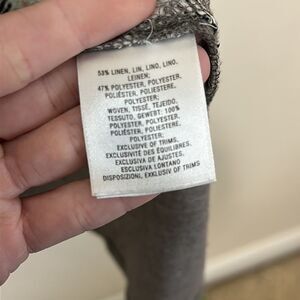 53% LINEN, LIN, LINO, LINO,
LEINEN;
47% POLYESTER, POLYESTER,
POLIÉSTER, POLIESTERE,
POLYESTER;
WOVEN, TISSÉ, TEJIDO,
TESSUTO, GEWEBT: 100%
POLYESTER, POLYESTER,
POLIÉSTER, POLIESTERE,
POLYESTER;
EXCLUSIVE OF TRIMS,
EXCLUSIVITÉ DES ÉQUILIBRES,
EXCLUSIVA DE AJUSTES,
ESCLUSIVA LONTANO
DISPOSIZIONI, EXKLUSIV OF TRIMS